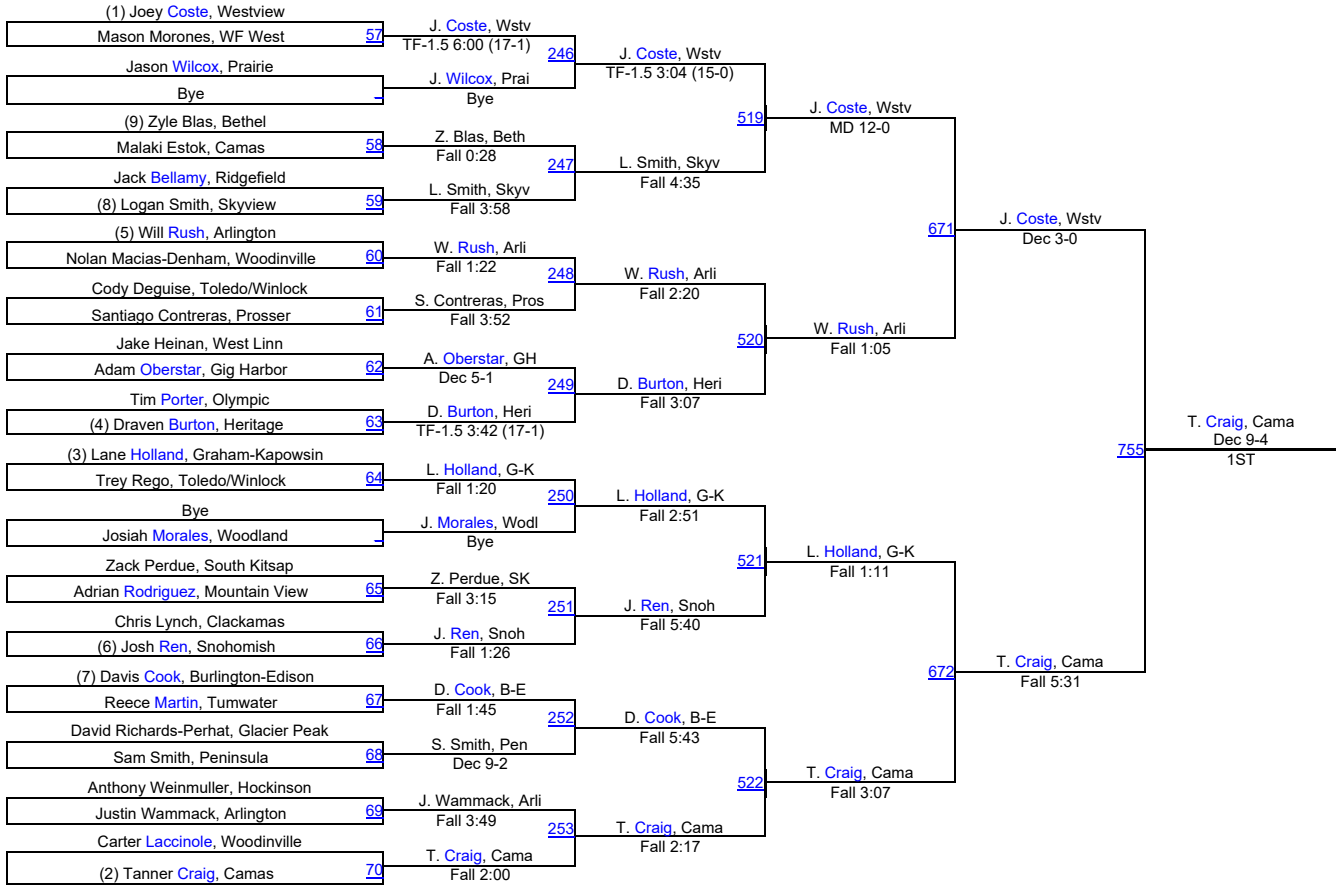 (1) Joey Coste, Westview
Mason Morones, WF West
57
Jason Wilcox, Prairie
Bye
(9) Zyle Blas, Bethel
Malaki Estok, Camas
58
Jack Bellamy, Ridgefield
(8) Logan Smith, Skyview
59
(5) Will Rush, Arlington
Nolan Macias-Denham, Woodinville
60
Cody Deguise, Toledo/Winlock
Santiago Contreras, Prosser
61
Jake Heinan, West Linn
Adam Oberstar, Gig Harbor
62
Tim Porter, Olympic
(4) Draven Burton, Heritage
63
(3) Lane Holland, Graham-Kapowsin
Trey Rego, Toledo/Winlock
64
Bye
Josiah Morales, Woodland
Zack Perdue, South Kitsap
Adrian Rodriguez, Mountain View
65
Chris Lynch, Clackamas
(6) Josh Ren, Snohomish
66
(7) Davis Cook, Burlington-Edison
Reece Martin, Tumwater
67
David Richards-Perhat, Glacier Peak
Sam Smith, Peninsula
68
Anthony Weinmuller, Hockinson
Justin Wammack, Arlington
69
Carter Laccinole, Woodinville
(2) Tanner Craig, Camas
70
J. Coste, Wstv
TF-1.5 6:00 (17-1)
246
J. Wilcox, Prai
Bye
Z. Blas, Beth
Fall 0:28
247
L. Smith, Skyv
Fall 3:58
W. Rush, Arli
Fall 1:22
248
S. Contreras, Pros
Fall 3:52
A. Oberstar, GH
Dec 5-1
249
D. Burton, Heri
TF-1.5 3:42 (17-1)
L. Holland, G-K
Fall 1:20
250
J. Morales, Wodl
Bye
Z. Perdue, SK
Fall 3:15
251
J. Ren, Snoh
Fall 1:26
D. Cook, B-E
Fall 1:45
252
S. Smith, Pen
Dec 9-2
J. Wammack, Arli
Fall 3:49
253
T. Craig, Cama
Fall 2:00
J. Coste, Wstv
TF-1.5 3:04 (15-0)
519
L. Smith, Skyv
Fall 4:35
W. Rush, Arli
Fall 2:20
520
D. Burton, Heri
Fall 3:07
L. Holland, G-K
Fall 2:51
521
J. Ren, Snoh
Fall 5:40
D. Cook, B-E
Fall 5:43
522
T. Craig, Cama
Fall 2:17
J. Coste, Wstv
MD 12-0
671
W. Rush, Arli
Fall 1:05
L. Holland, G-K
Fall 1:11
672
T. Craig, Cama
Fall 3:07
J. Coste, Wstv
Dec 3-0
755
T. Craig, Cama
Fall 5:31
T. Craig, Cama
Dec 9-4
1ST